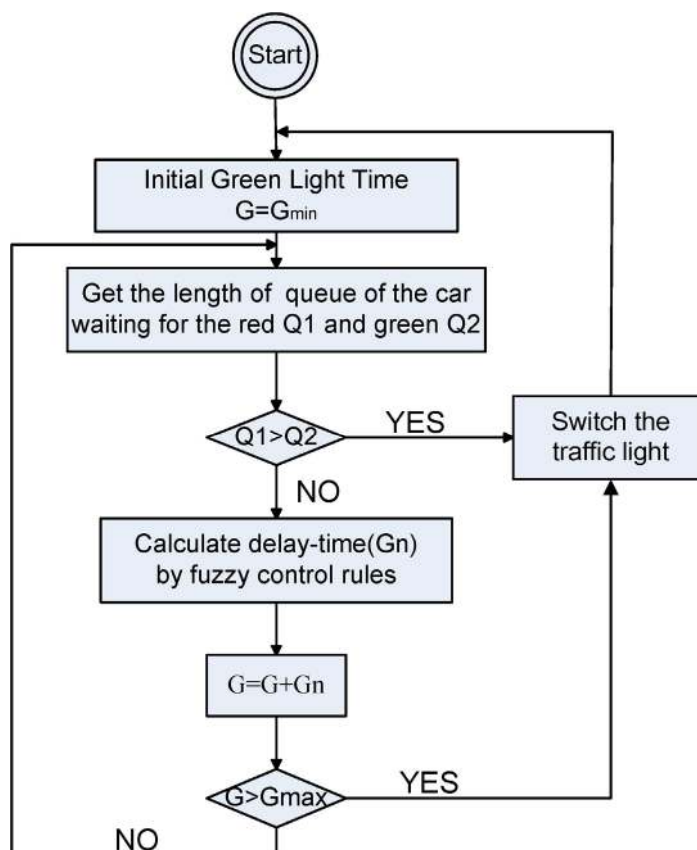 Start
Initial Green Light Time
G=Gmin
Get the length of queue of the car
waiting for the red Q1 and green Q2
Q1>Q2
YES
Switch the
traffic light
NO
Calculate delay-time(Gn)
by fuzzy control rules
G=G+Gn
G>Gmax
YES
NO